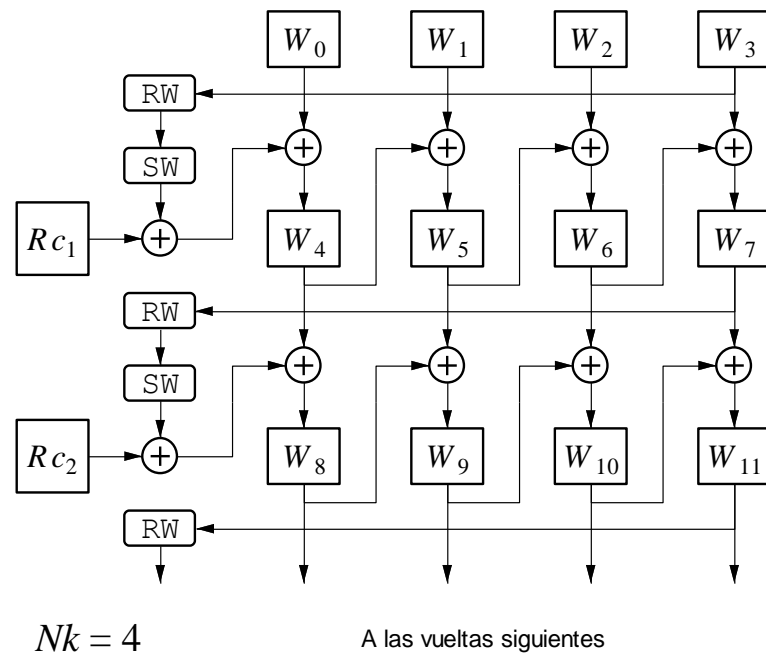 W0 W1 W2 W3
RW
SW
Rc1 W4 W5 W6 W7
RW
SW
Rc2 W8 W9 W10 W11
RW
Nk = 4 A las vueltas siguientes